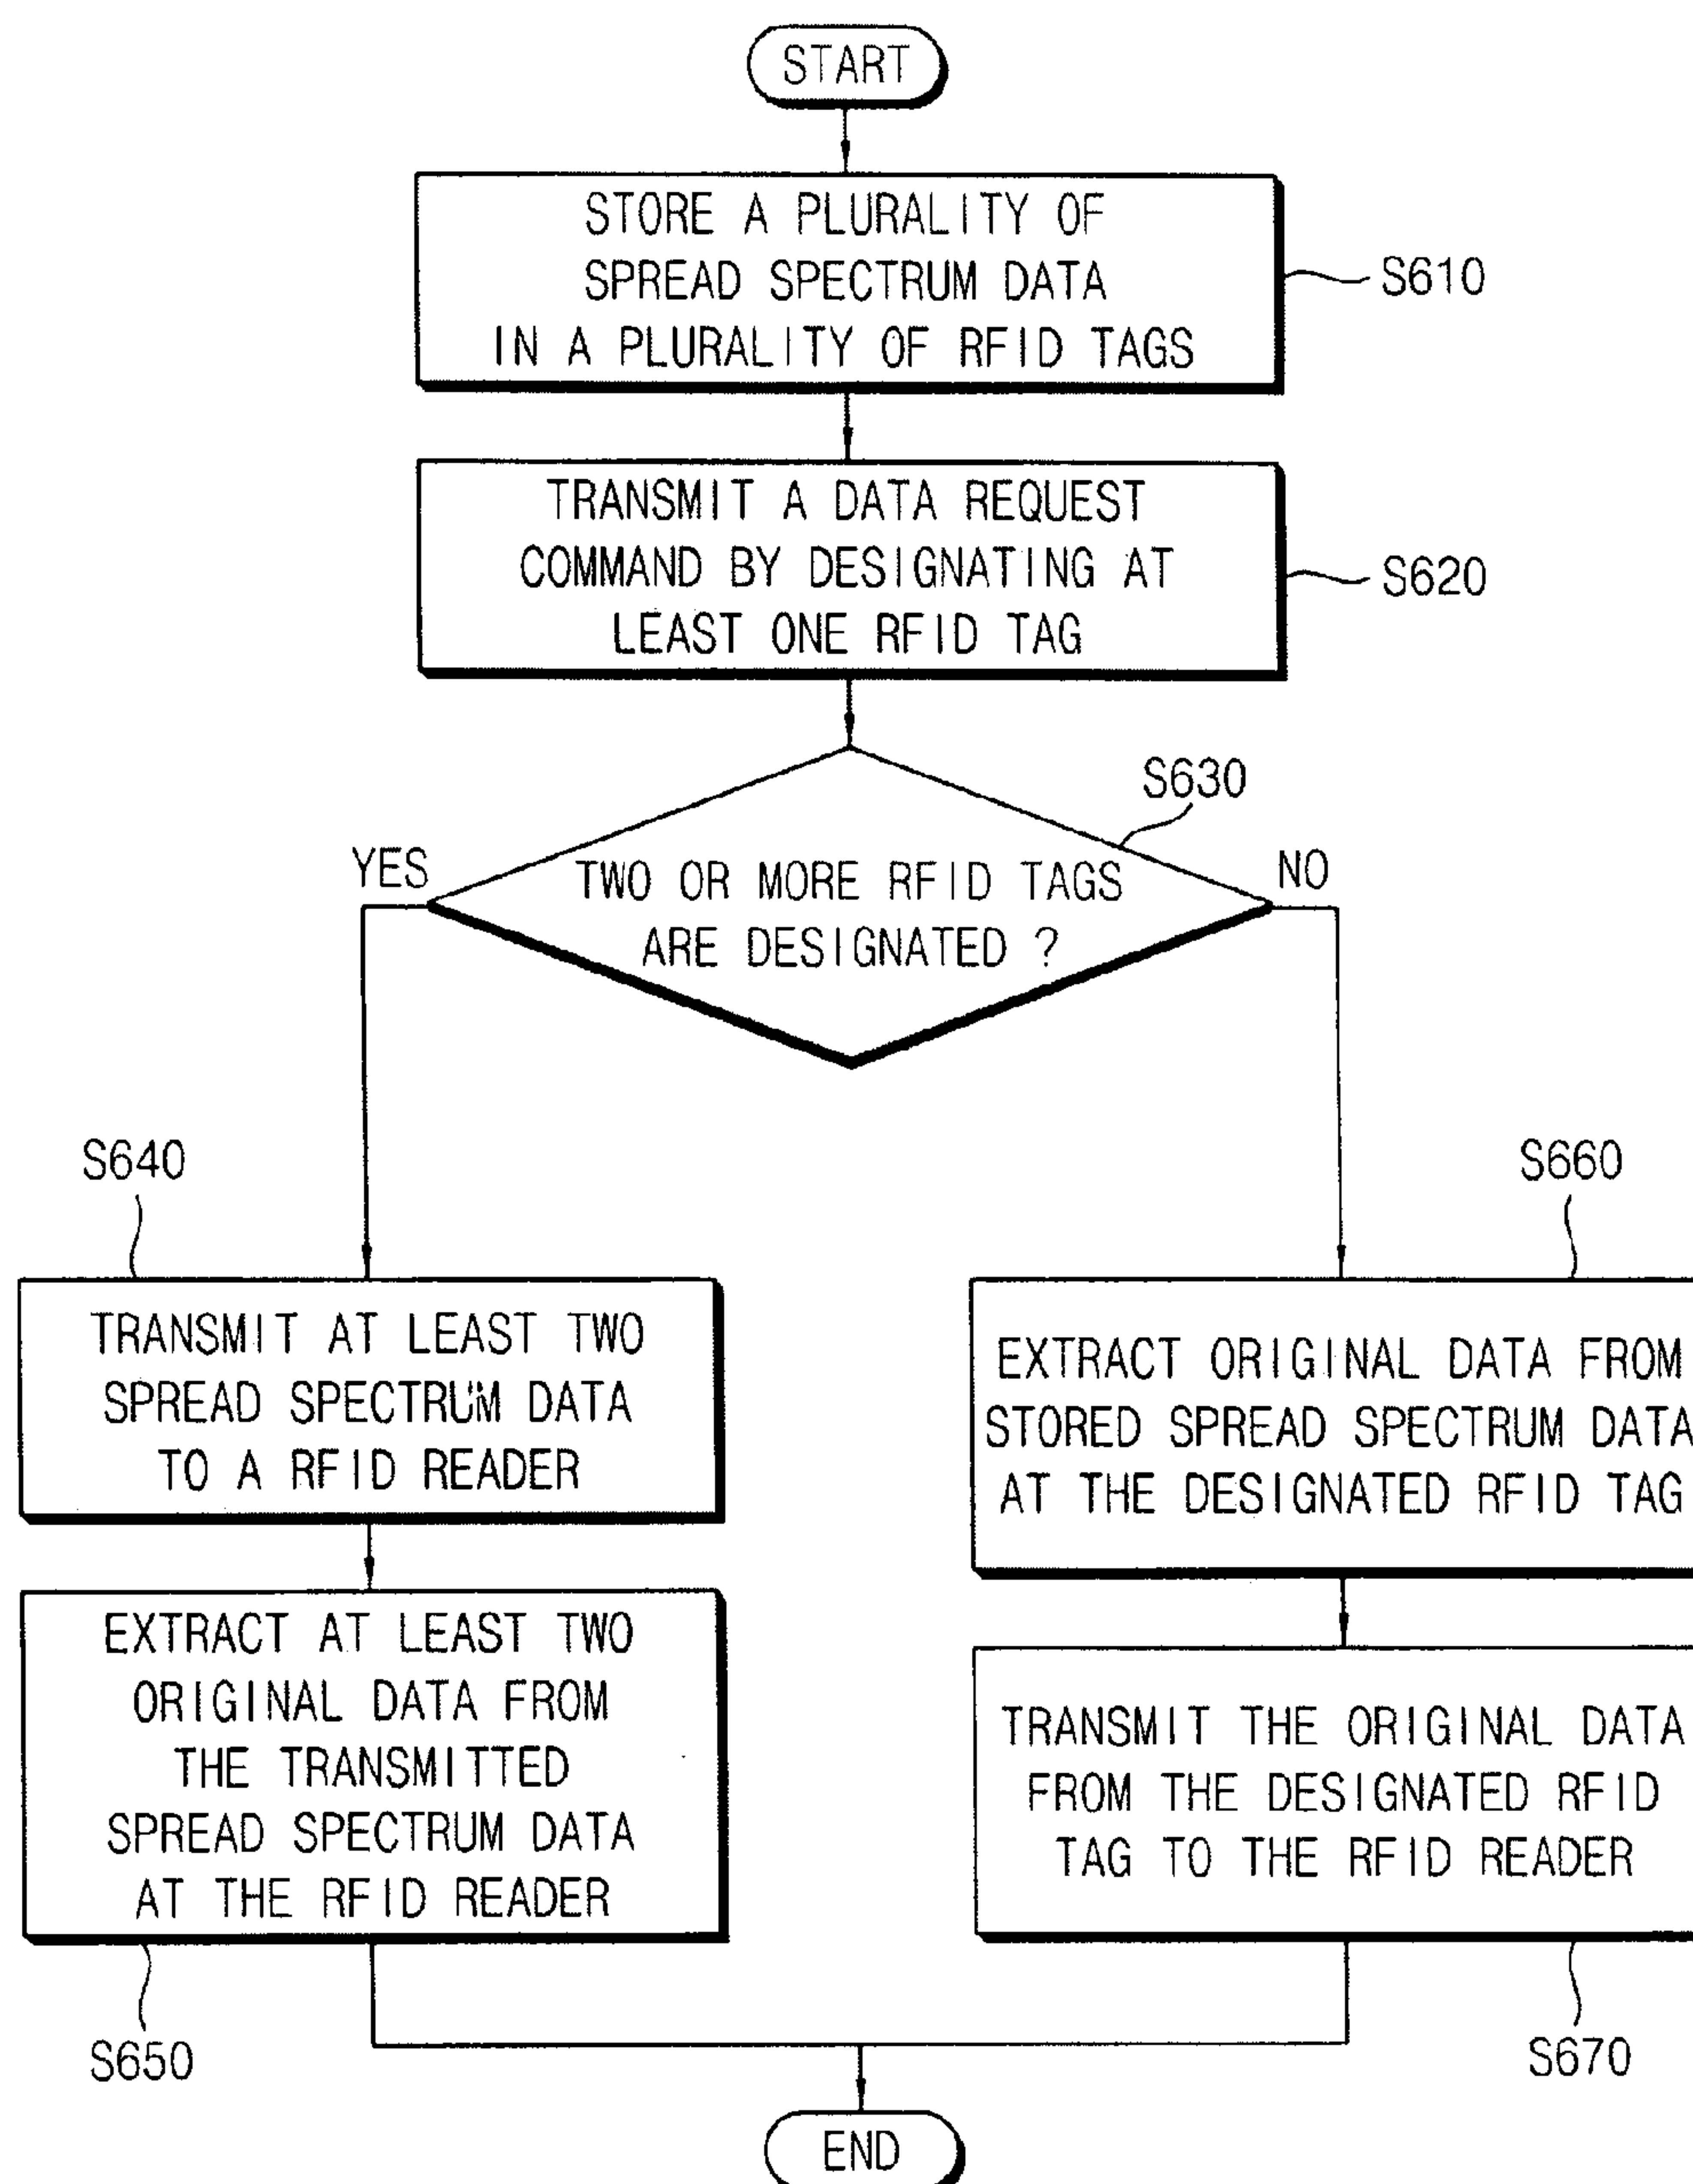 START
STORE A PLURALITY OF
SPREAD SPECTRUM DATA
IN A PLURALITY OF RFID TAGS
S610
TRANSMIT A DATA REQUEST
COMMAND BY DESIGNATING AT
LEAST ONE RFID TAG
S620
S630
YES
TWO OR MORE RFID TAGS
ARE DESIGNATED ?
NO
S640
TRANSMIT AT LEAST TWO
SPREAD SPECTRUM DATA
TO A RFID READER
EXTRACT AT LEAST TWO
ORIGINAL DATA FROM
THE TRANSMITTED
SPREAD SPECTRUM DATA
AT THE RFID READER
S650
S660
EXTRACT ORIGINAL DATA FROM
STORED SPREAD SPECTRUM DATA
AT THE DESIGNATED RFID TAG
TRANSMIT THE ORIGINAL DATA
FROM THE DESIGNATED RFID
TAG TO THE RFID READER
S670
END